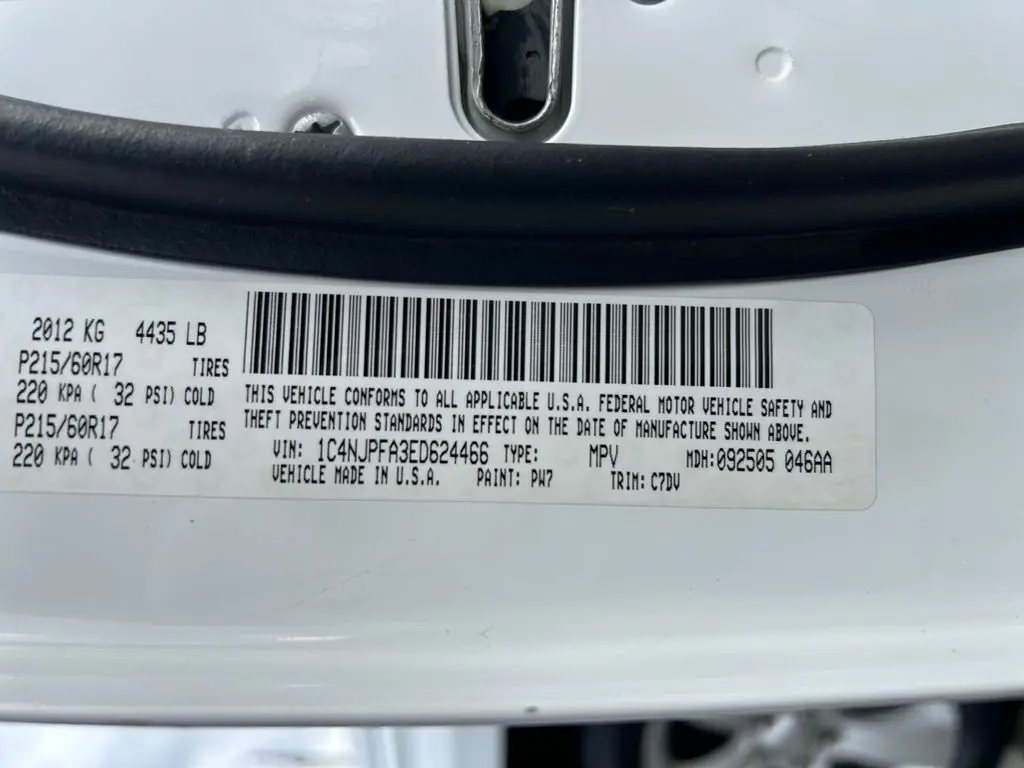 2012 KG 4435 LB
P215/60R17 TIRES
220 KPA ( 32 PSI) COLD
P215/60R17 TIRES
220 KPA ( 32 PSI) COLD
THIS VEHICLE CONFORMS TO ALL APPLICABLE U.S.A. FEDERAL MOTOR VEHICLE SAFETY AND
THEFT PREVENTION STANDARDS IN EFFECT ON THE DATE OF MANUFACTURE SHOWN ABOVE.
VIN: 1C4NJPFA3ED624466 TYPE: MPV MDH:092505 046AA
VEHICLE MADE IN U.S.A. PAINT: PW7 TRIM: C7DV